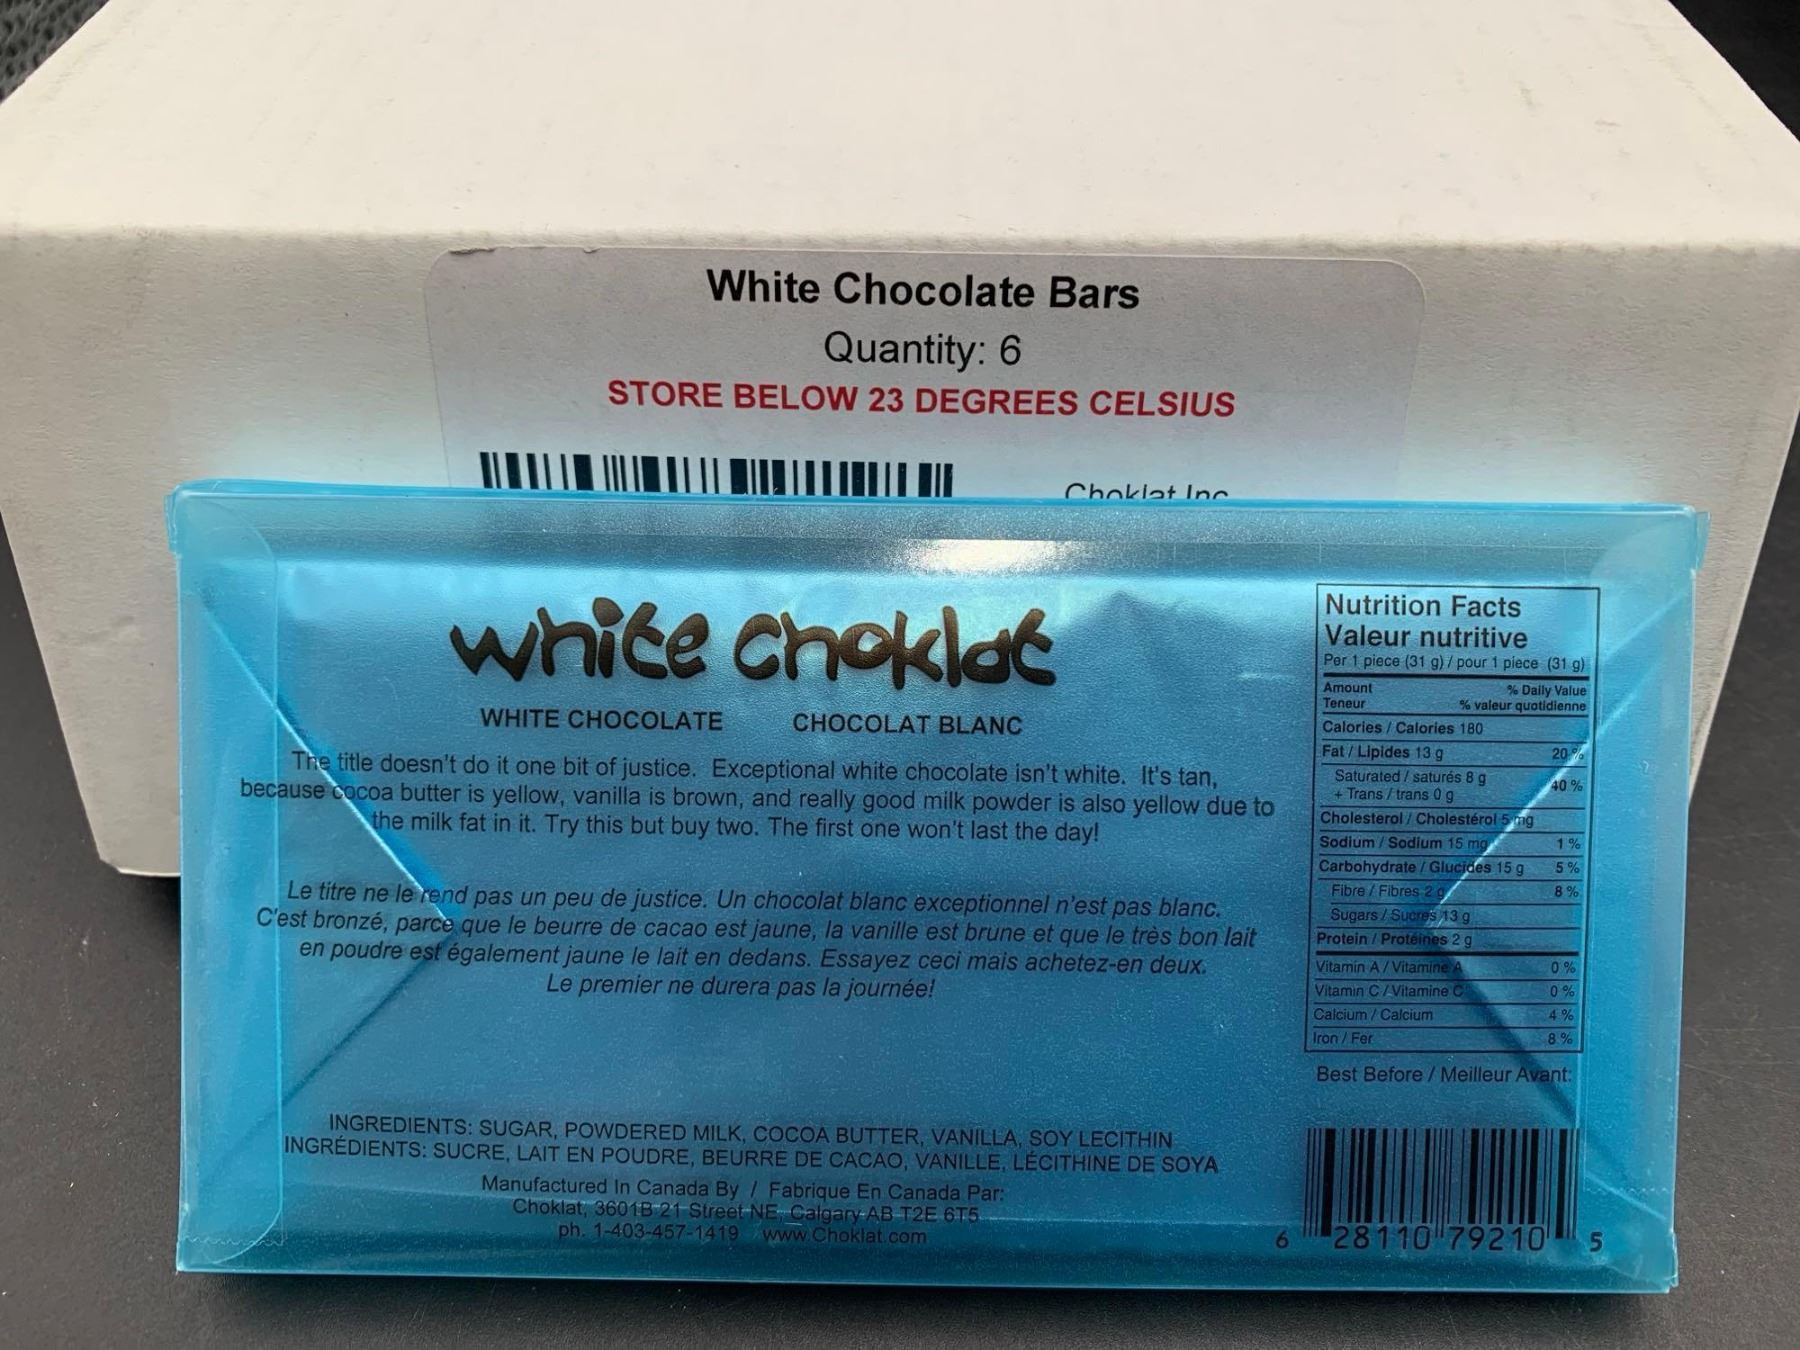 White Chocolate Bars
Quantity: 6
STORE BELOW 23 DEGREES CELSIUS
Choklat Inc
white choklat
WHITE CHOCOLATE CHOCOLAT BLANC
The title doesn't do it one bit of justice. Exceptional white chocolate isn't white. It's tan,
because cocoa butter is yellow, vanilla is brown, and really good milk powder is also yellow due to
the milk fat in it. Try this but buy two. The first one won't last the day!
Le titre ne le rend pas un peu de justice. Un chocolat blanc exceptionnel n'est pas blanc.
C'est bronzé, parce que le beurre de cacao est jaune, la vanille est brune et que le très bon lait
en poudre est également jaune le lait en dedans. Essayez ceci mais achetez-en deux.
Le premier ne durera pas la journée!
INGREDIENTS: SUGAR, POWDERED MILK, COCOA BUTTER, VANILLA, SOY LECITHIN
INGRÉDIENTS: SUCRE, LAIT EN POUDRE, BEURRE DE CACAO, VANILLE, LÉCITHINE DE SOYA
Manufactured In Canada By / Fabrique En Canada Par:
Choklat, 3601B 21 Street NE, Calgary AB T2E 6T5
ph. 1-403-457-1419 www.Choklat.com
Nutrition Facts
Valeur nutritive
Per 1 piece (31 g) / pour 1 piece (31 g)
Amount % Daily Value
Teneur % valeur quotidienne
Calories / Calories 180
Fat / Lipides 13 g 20 %
Saturated / saturés 8 g 40 %
+ Trans / trans 0 g
Cholesterol / Cholestérol 5 mg
Sodium / Sodium 15 mg 1 %
Carbohydrate / Glucides 15 g 5 %
Fibre / Fibres 2 g 8 %
Sugars / Sucres 13 g
Protein / Protéines 2 g
Vitamin A / Vitamine A 0 %
Vitamin C / Vitamine C 0 %
Calcium / Calcium 4 %
Iron / Fer 8 %
Best Before / Meilleur Avant:
6 28110 79210 5